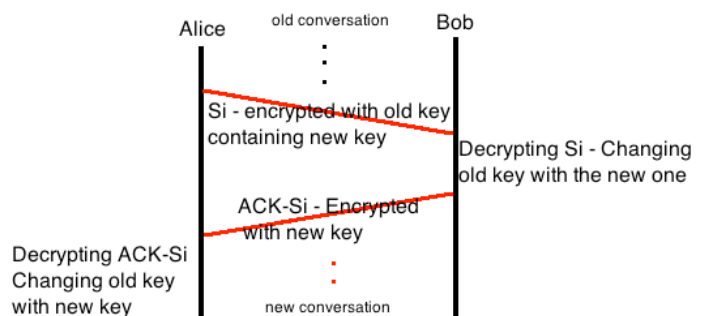 old conversation
Alice
Bob
Si - encrypted with old key
containing new key
Decrypting Si - Changing
old key with the new one
ACK-Si - Encrypted
with new key
Decrypting ACK-Si
Changing old key
with new key
new conversation